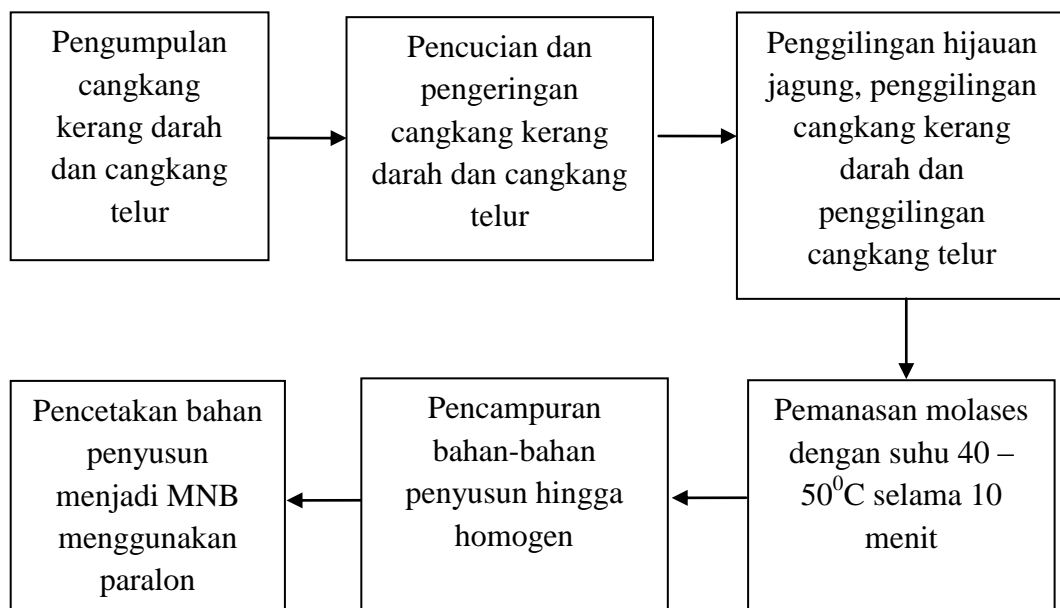 Pengumpulan
cangkang
kerang darah
dan cangkang
telur
Pencucian dan
pengeringan
cangkang kerang
darah dan cangkang
telur
Penggilingan hijauan
jagung, penggilingan
cangkang kerang
darah dan
penggilingan
cangkang telur
Pemanasan molases
dengan suhu 40 –
50⁰C selama 10
menit
Pencampuran
bahan-bahan
penyusun hingga
homogen
Pencetakan bahan
penyusun
menjadi MNB
menggunakan
paralon